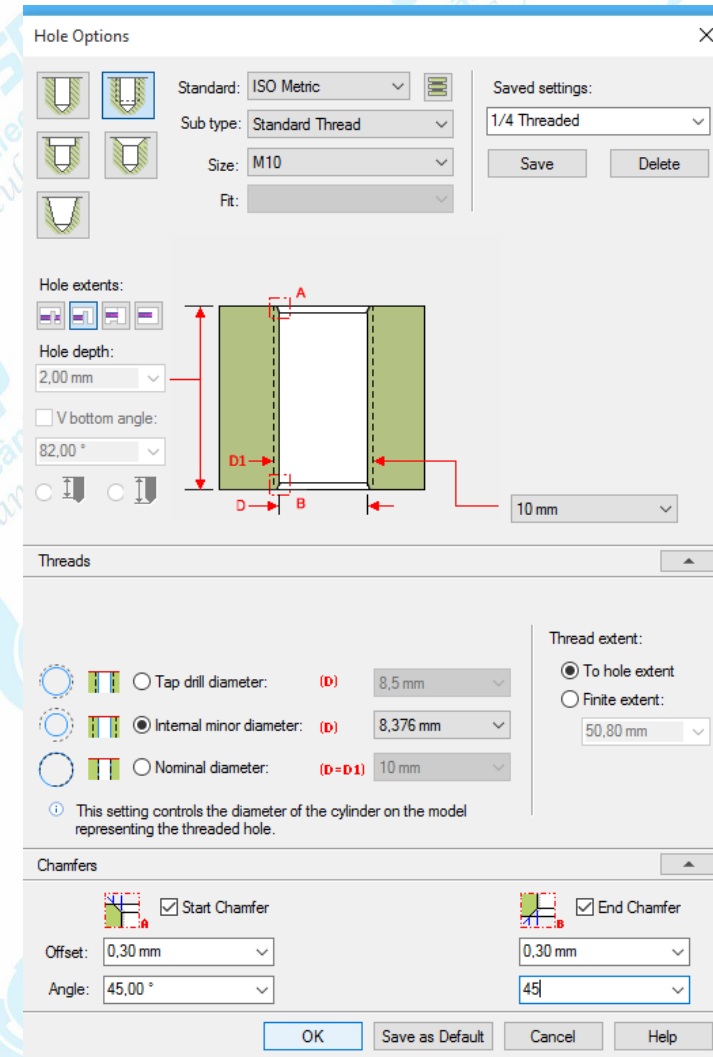 Hole Options
Standard: ISO Metric
Saved settings:
Sub type: Standard Thread
1/4 Threaded
Size: M10
Save Delete
Fit:
Hole extents:
A
Hole depth:
2,00 mm
V bottom angle:
82,00 °
D1
D B
10 mm
Threads
Thread extent:
Tap drill diameter: (D) 8,5 mm
To hole extent
Internal minor diameter: (D) 8,376 mm
Finite extent:
50,80 mm
Nominal diameter: (D=D1) 10 mm
This setting controls the diameter of the cylinder on the model
representing the threaded hole.
Chamfers
A Start Chamfer
B End Chamfer
Offset: 0,30 mm 0,30 mm
Angle: 45,00 ° 45
OK Save as Default Cancel Help